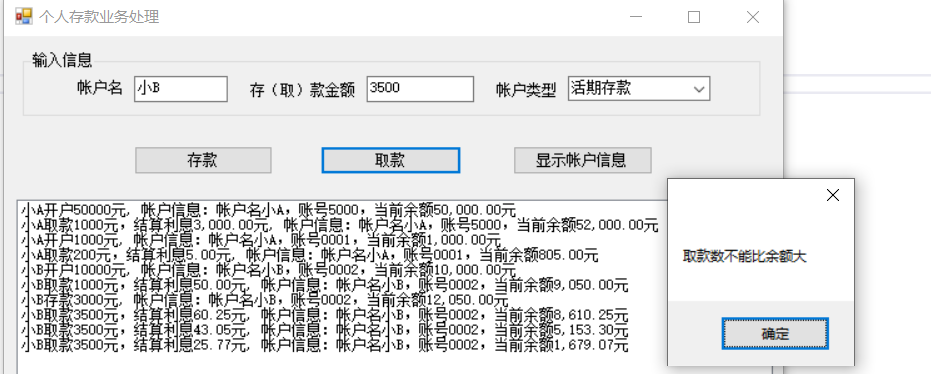 个人存款业务处理
输入信息
帐户名 小B 存（取）款金额 3500 帐户类型 活期存款
存款 取款 显示帐户信息
小A开户50000元, 帐户信息: 帐户名小A, 账号5000, 当前余额50,000.00元
小A取款1000元, 结算利息3,000.00元, 帐户信息: 帐户名小A, 账号5000, 当前余额52,000.00元
小A开户1000元, 帐户信息: 帐户名小A, 账号0001, 当前余额1,000.00元
小A取款200元, 结算利息5.00元, 帐户信息: 帐户名小A, 账号0001, 当前余额805.00元
小B开户10000元, 帐户信息: 帐户名小B, 账号0002, 当前余额10,000.00元
小B取款1000元, 结算利息50.00元, 帐户信息: 帐户名小B, 账号0002, 当前余额9,050.00元
小B存款3000元, 帐户信息: 帐户名小B, 账号0002, 当前余额12,050.00元
小B取款3500元, 结算利息60.25元, 帐户信息: 帐户名小B, 账号0002, 当前余额8,610.25元
小B取款3500元, 结算利息43.05元, 帐户信息: 帐户名小B, 账号0002, 当前余额5,153.30元
小B取款3500元, 结算利息25.77元, 帐户信息: 帐户名小B, 账号0002, 当前余额1,679.07元
取款数不能比余额大
确定